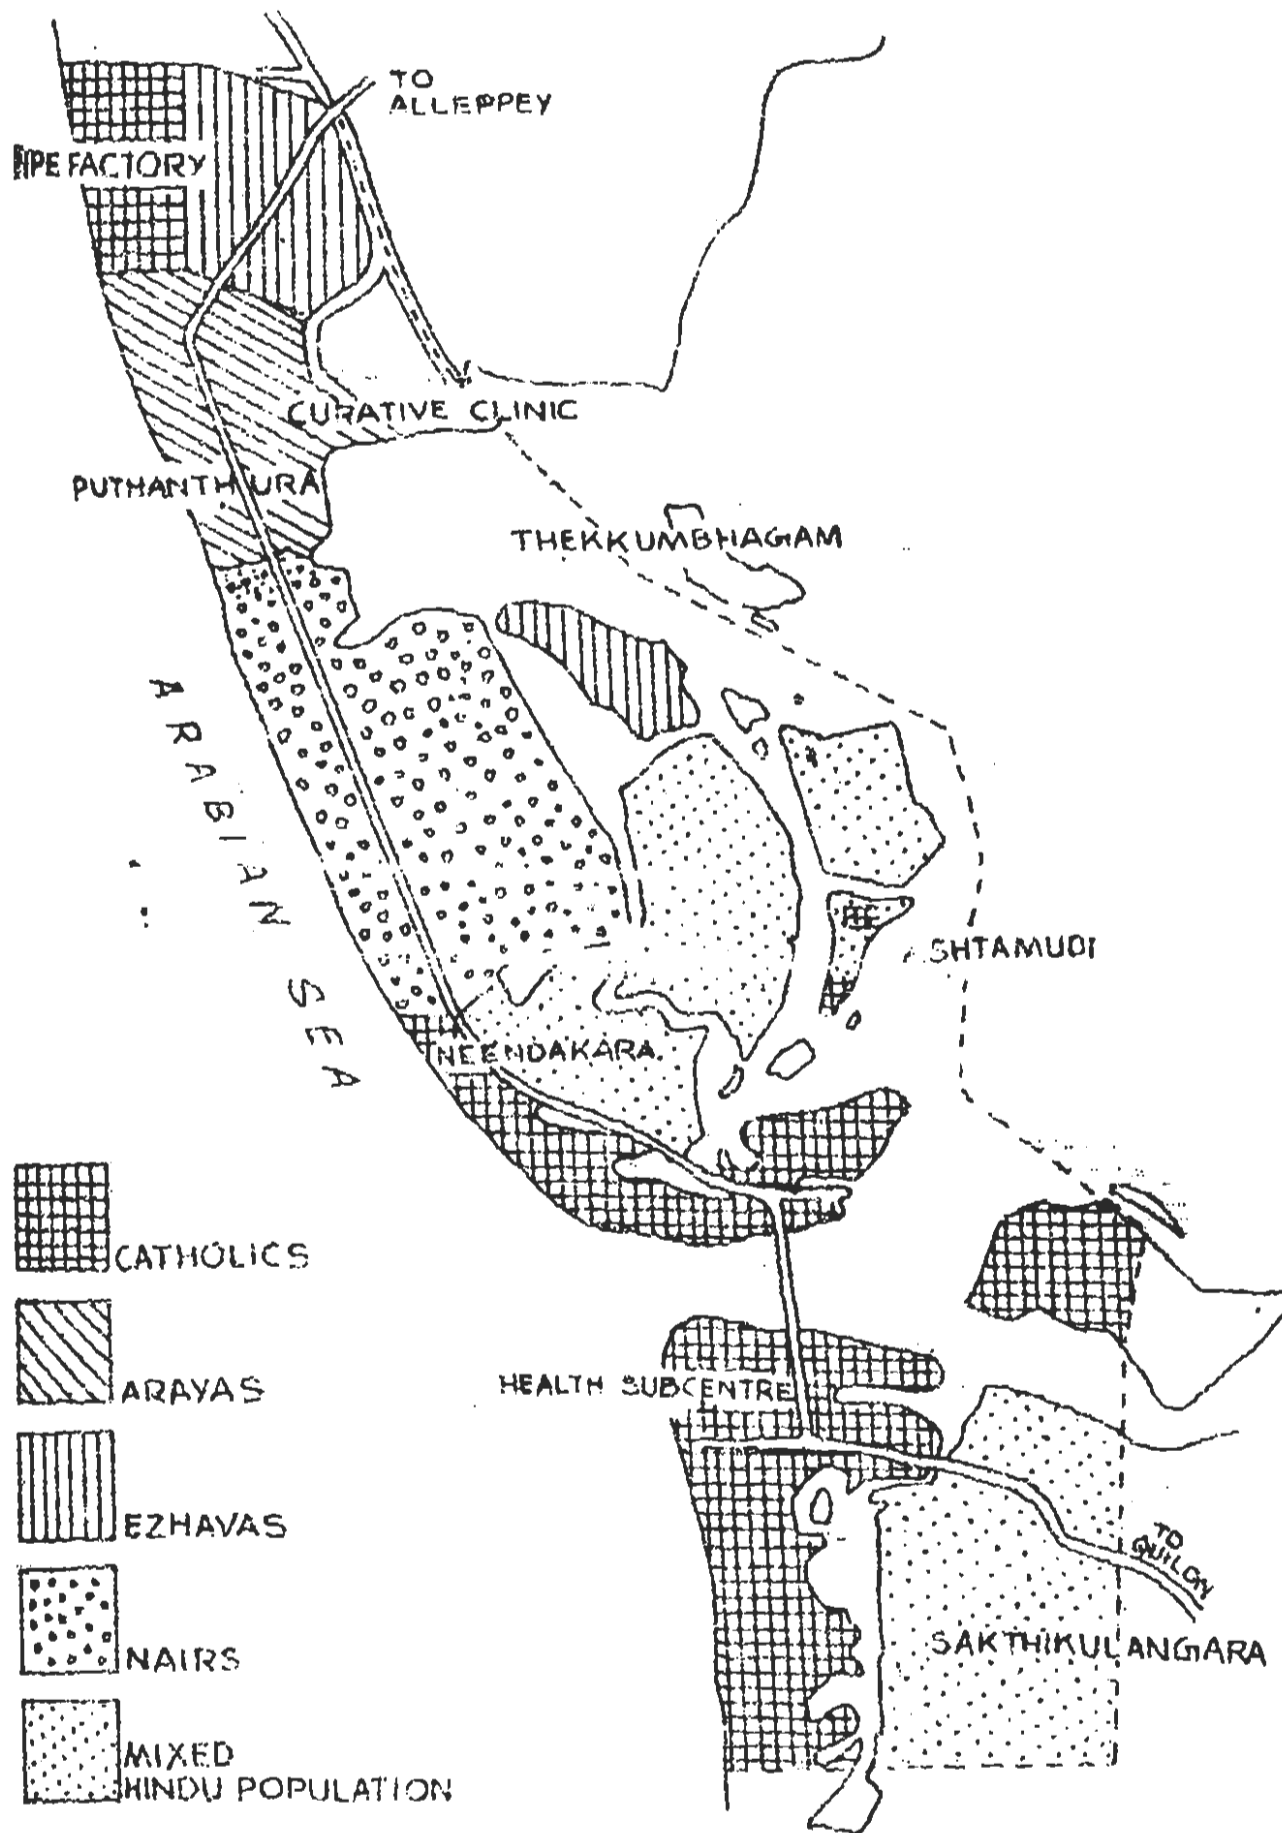 TO
ALLEPPEY
PIPE FACTORY
CURATIVE CLINIC
PUTHANTHURA
THEKKUMBHAGAM
ARABIAN SEA
ASHTAMUDI
NEENDAKARA
CATHOLICS
ARAYAS
HEALTH SUBCENTRE
EZHAVAS
TO
QUILON
NAIRS
SAKTHIKULANGARA
MIXED
HINDU POPULATION